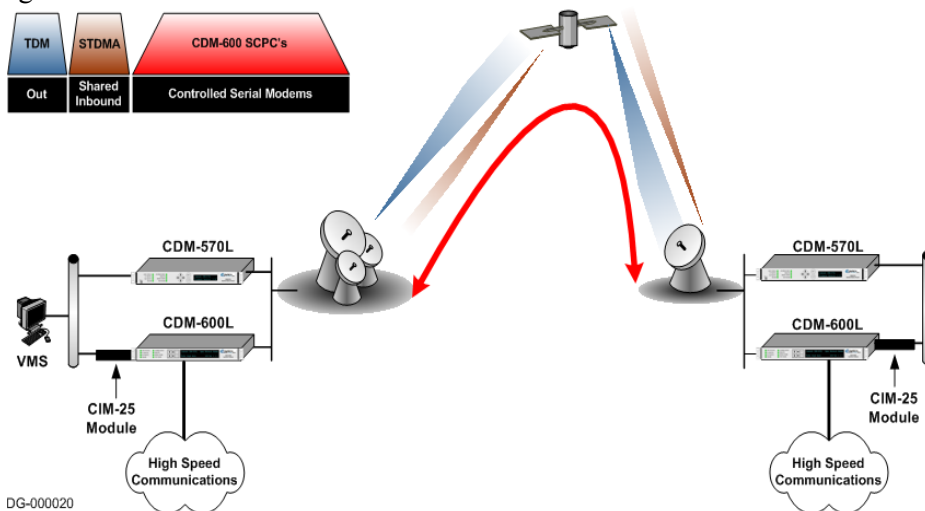 TDM
STDMA
CDM-600 SCPC's
Out
Shared
Inbound
Controlled Serial Modems
CDM-570L
CDM-600L
VMS
CIM-25
Module
High Speed
Communications
CDM-570L
CDM-600L
CIM-25
Module
High Speed
Communications
DG-000020